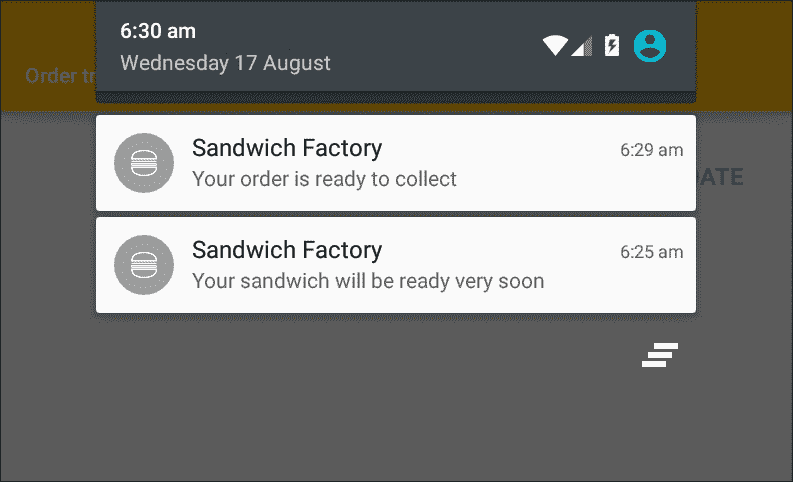 6:30 am
Wednesday 17 August
Order tr
Sandwich Factory 6:29 am
Your order is ready to collect
DATE
Sandwich Factory 6:25 am
Your sandwich will be ready very soon